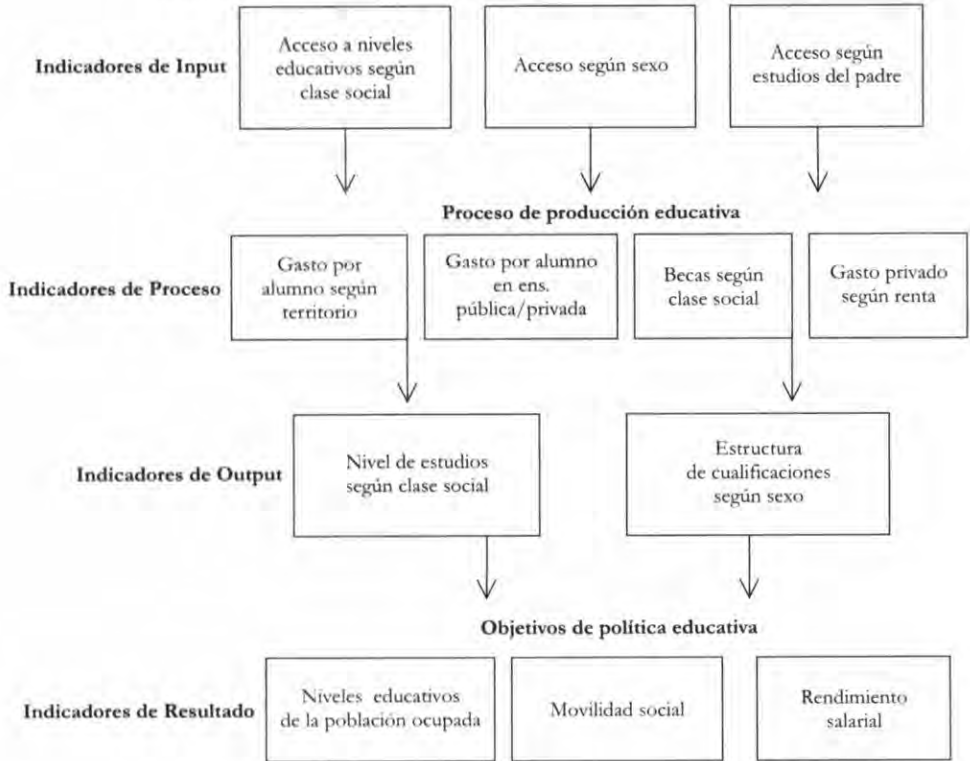 Indicadores de Input
Acceso a niveles
educativos según
clase social
Acceso según sexo
Acceso según
estudios del padre
Proceso de producción educativa
Indicadores de Proceso
Gasto por
alumno según
territorio
Gasto por alumno
en ens.
pública/privada
Becas según
clase social
Gasto privado
según renta
Indicadores de Output
Nivel de estudios
según clase social
Estructura
de cualificaciones
según sexo
Objetivos de política educativa
Indicadores de Resultado
Niveles educativos
de la población ocupada
Movilidad social
Rendimiento
salarial